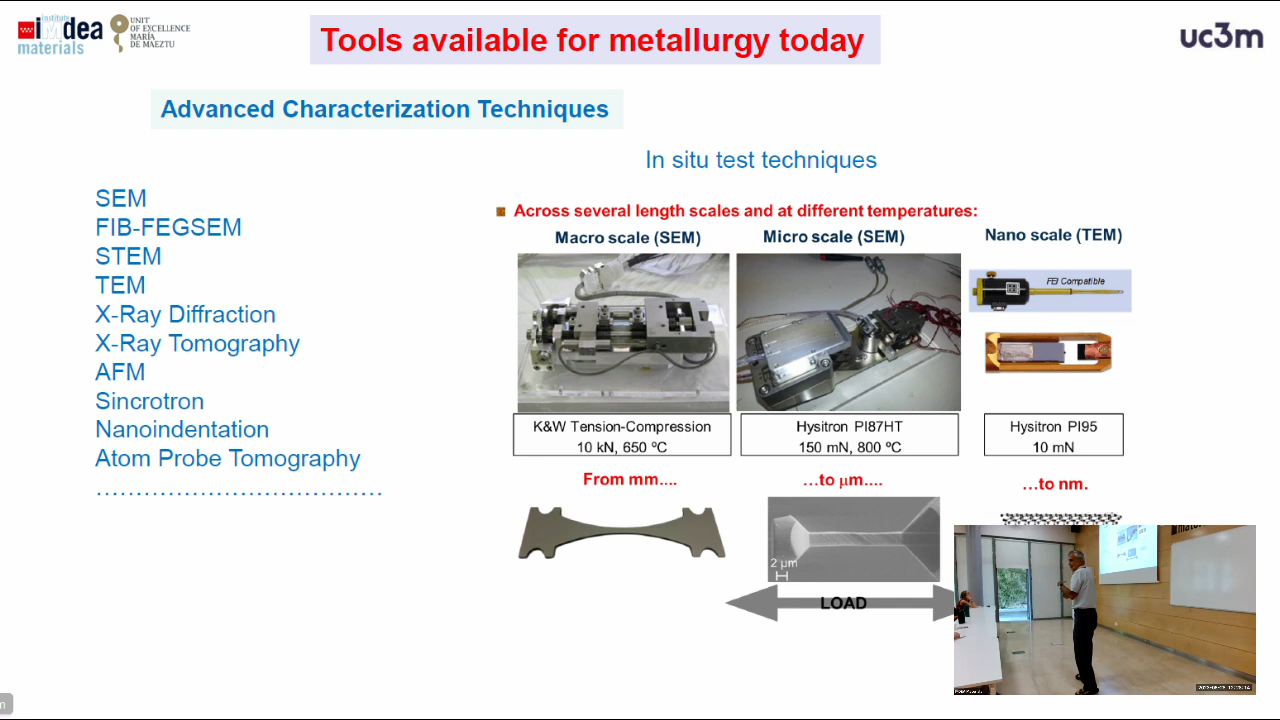 institute
iMdea
materials
UNIT
OF EXCELLENCE
MARÍA
DE MAEZTU
Tools available for metallurgy today
uc3m
Advanced Characterization Techniques
In situ test techniques
SEM
FIB-FEGSEM
STEM
TEM
X-Ray Diffraction
X-Ray Tomography
AFM
Sincrotron
Nanoindentation
Atom Probe Tomography
....................................
Across several length scales and at different temperatures:
Macro scale (SEM)
Micro scale (SEM)
Nano scale (TEM)
FEI Compatible
K&W Tension-Compression
10 kN, 650 ºC
Hysitron PI87HT
150 mN, 800 ºC
Hysitron PI95
10 mN
From mm....
…to µm....
…to nm.
2 µm
LOAD